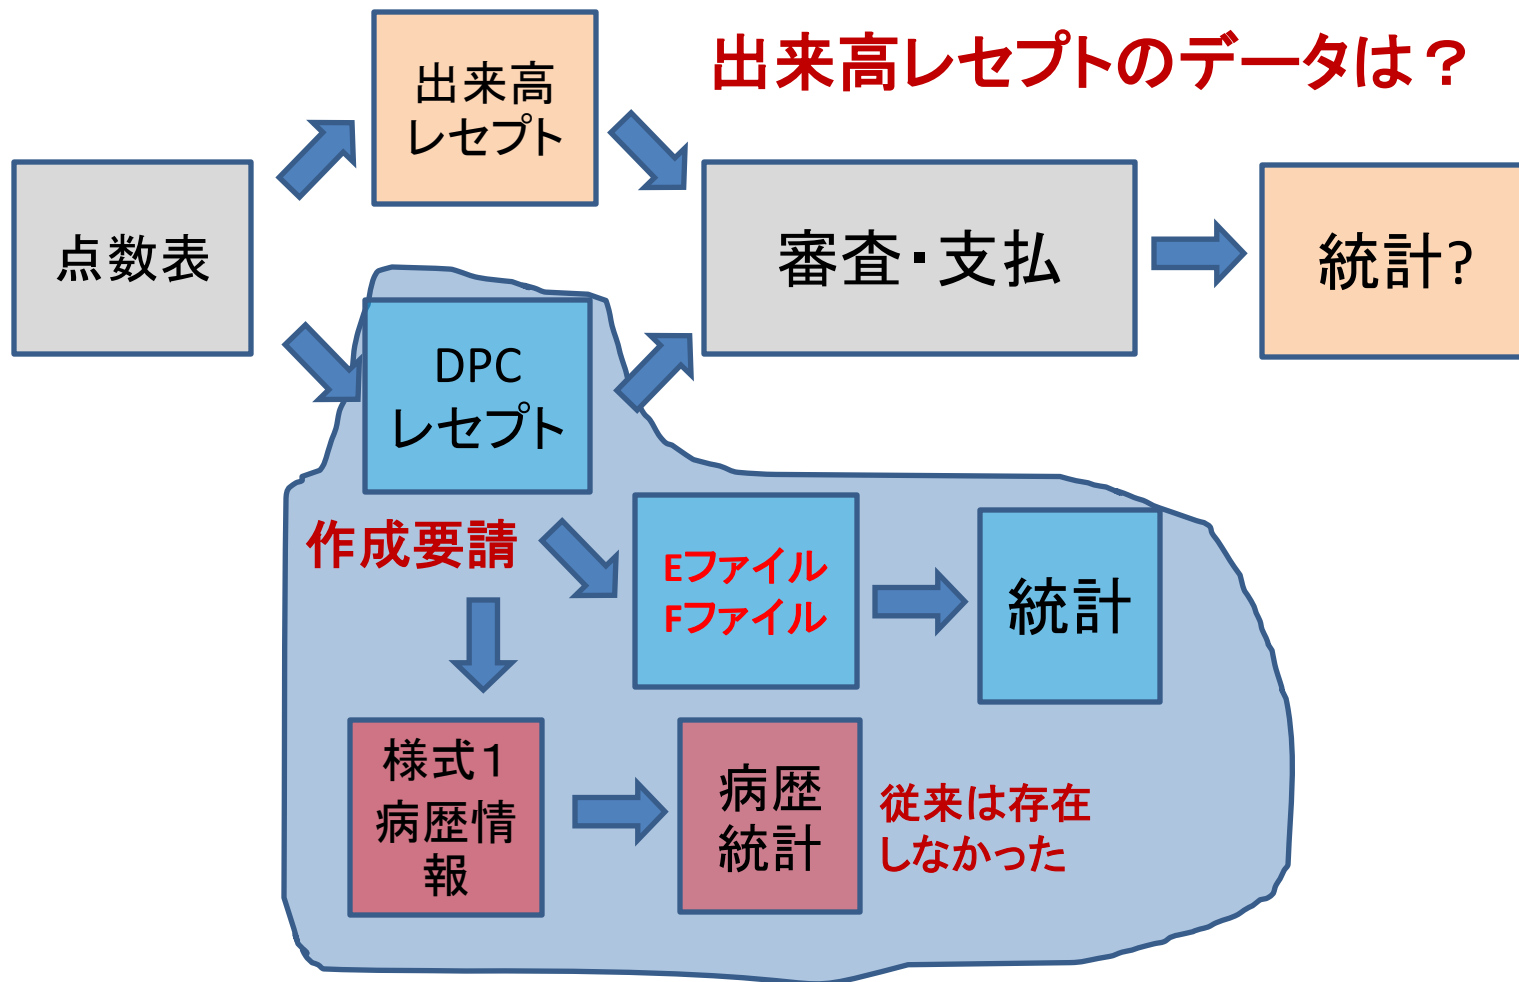 出来高レセプトのデータは？
出来高
レセプト
点数表
審査・支払
統計?
DPC
レセプト
作成要請
Eファイル
Fファイル
統計
様式１
病歴情
報
病歴
統計
従来は存在
しなかった